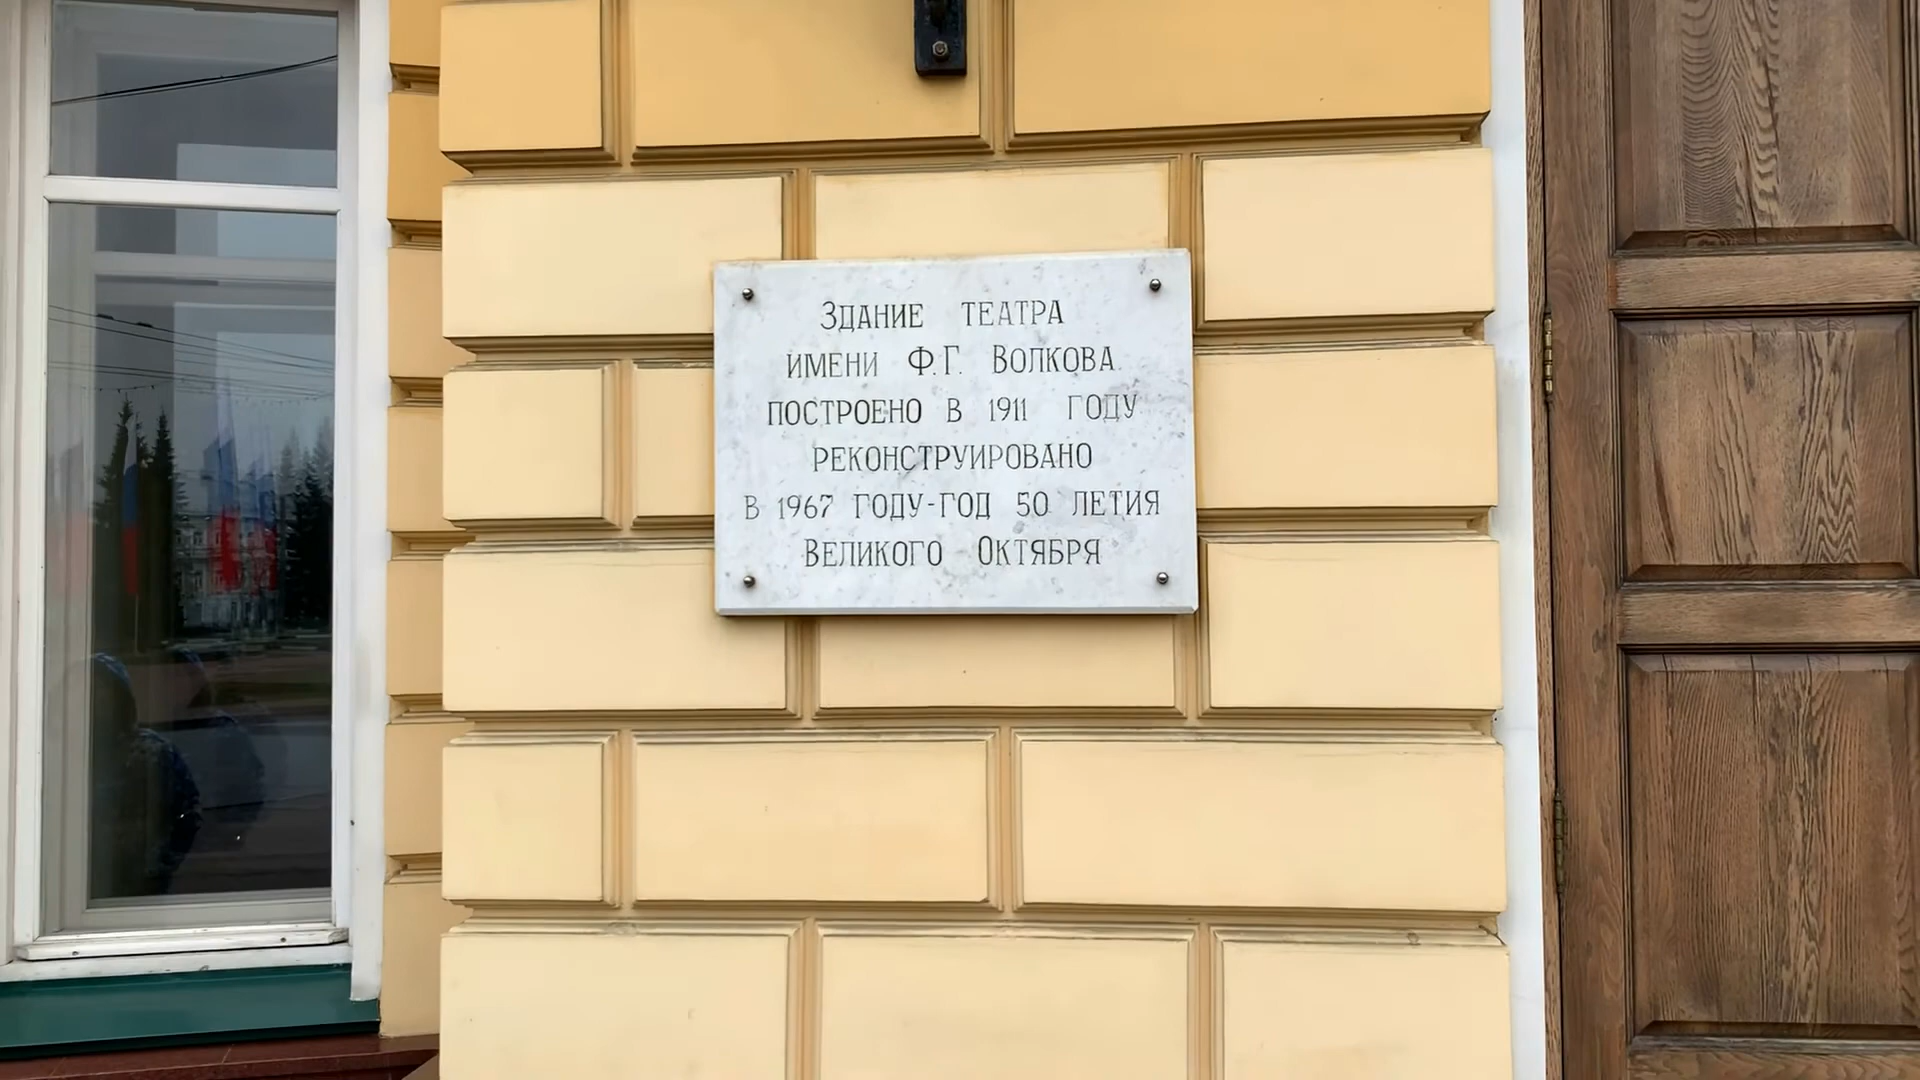 Здание театра
имени Ф.Г. Волкова.
построено в 1911 году
реконструировано
в 1967 году-год 50 летия
Великого Октября